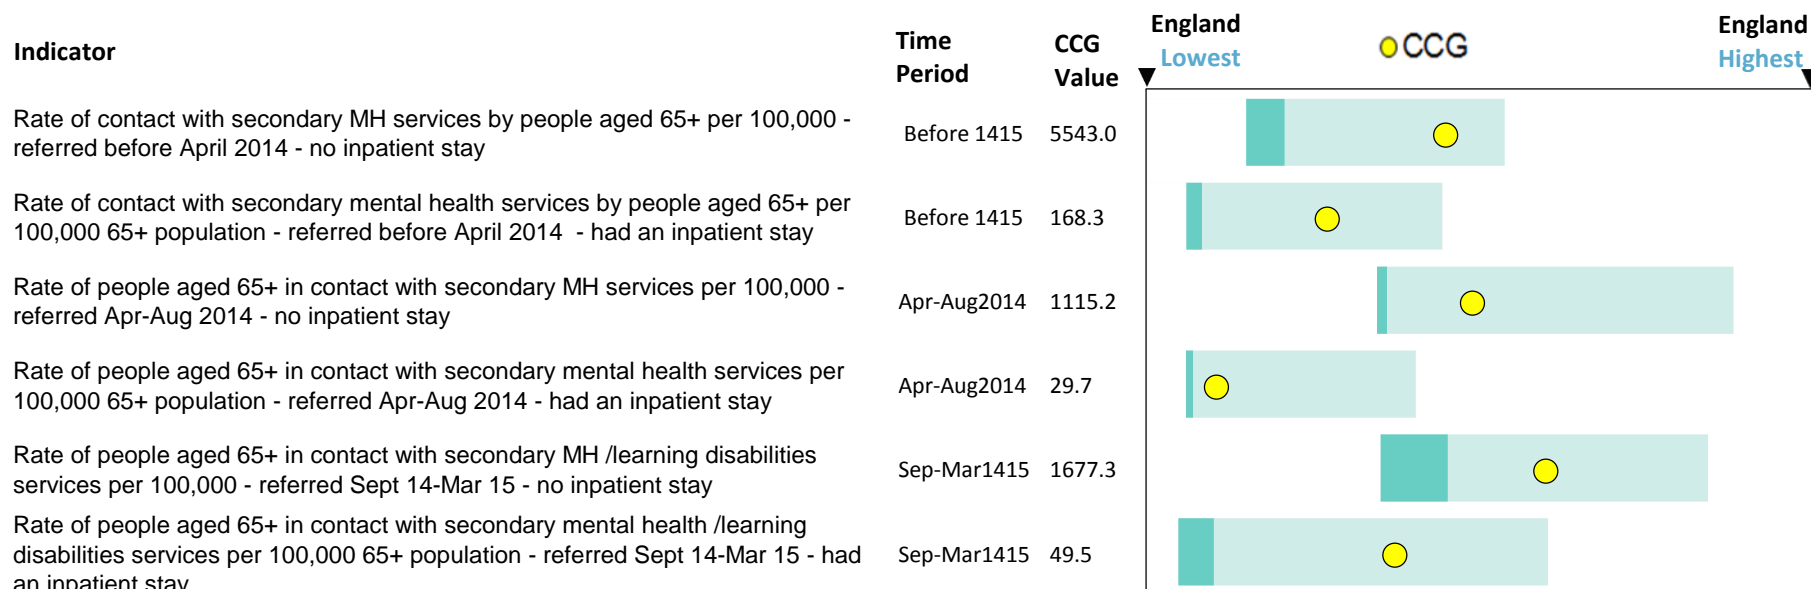 Indicator
Time Period
CCG Value
England Lowest
CCG
England Highest
Rate of contact with secondary MH services by people aged 65+ per 100,000 -
referred before April 2014 - no inpatient stay
Before 1415 5543.0
Rate of contact with secondary mental health services by people aged 65+ per
100,000 65+ population - referred before April 2014 - had an inpatient stay
Before 1415 168.3
Rate of people aged 65+ in contact with secondary MH services per 100,000 -
referred Apr-Aug 2014 - no inpatient stay
Apr-Aug2014 1115.2
Rate of people aged 65+ in contact with secondary mental health services per
100,000 65+ population - referred Apr-Aug 2014 - had an inpatient stay
Apr-Aug2014 29.7
Rate of people aged 65+ in contact with secondary MH /learning disabilities
services per 100,000 - referred Sept 14-Mar 15 - no inpatient stay
Sep-Mar1415 1677.3
Rate of people aged 65+ in contact with secondary mental health /learning
disabilities services per 100,000 65+ population - referred Sept 14-Mar 15 - had
an inpatient stay
Sep-Mar1415 49.5